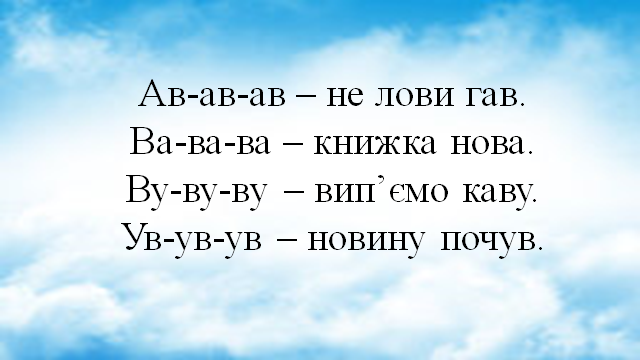 Ав-ав-ав – не лови гав.
Ва-ва-ва – книжка нова.
Ву-ву-ву – вип’ємо каву.
Ув-ув-ув – новину почув.